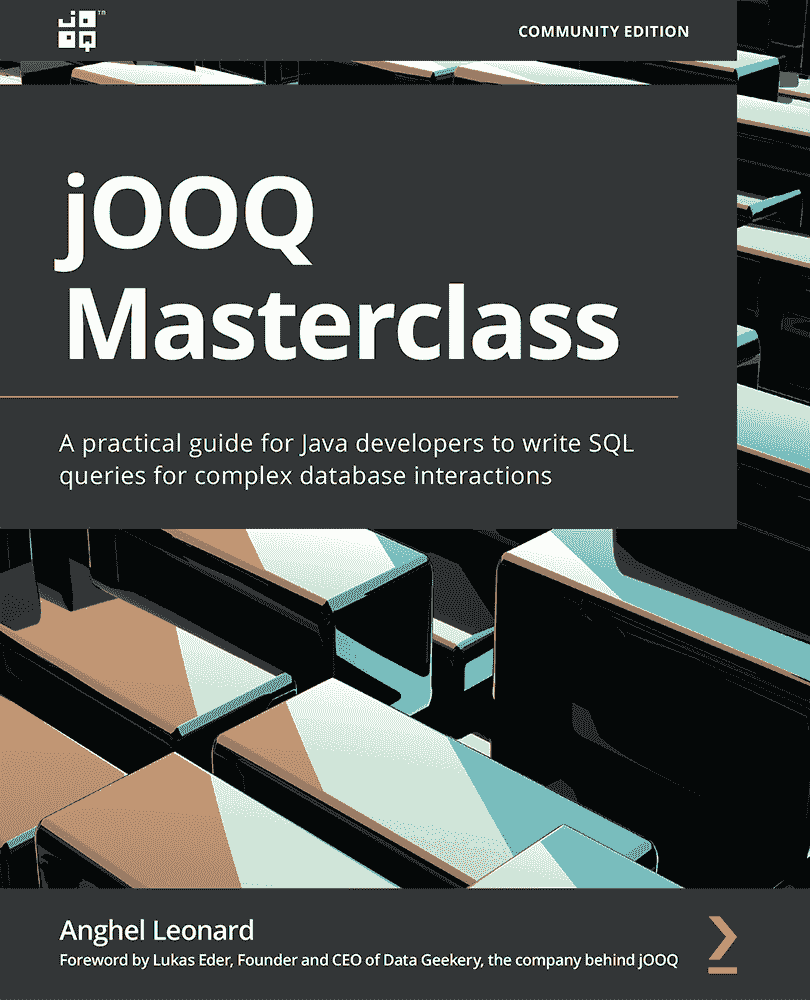 jOOQ™
COMMUNITY EDITION
jOOQ
Masterclass
A practical guide for Java developers to write SQL
queries for complex database interactions
Anghel Leonard
Foreword by Lukas Eder, Founder and CEO of Data Geekery, the company behind jOOQ